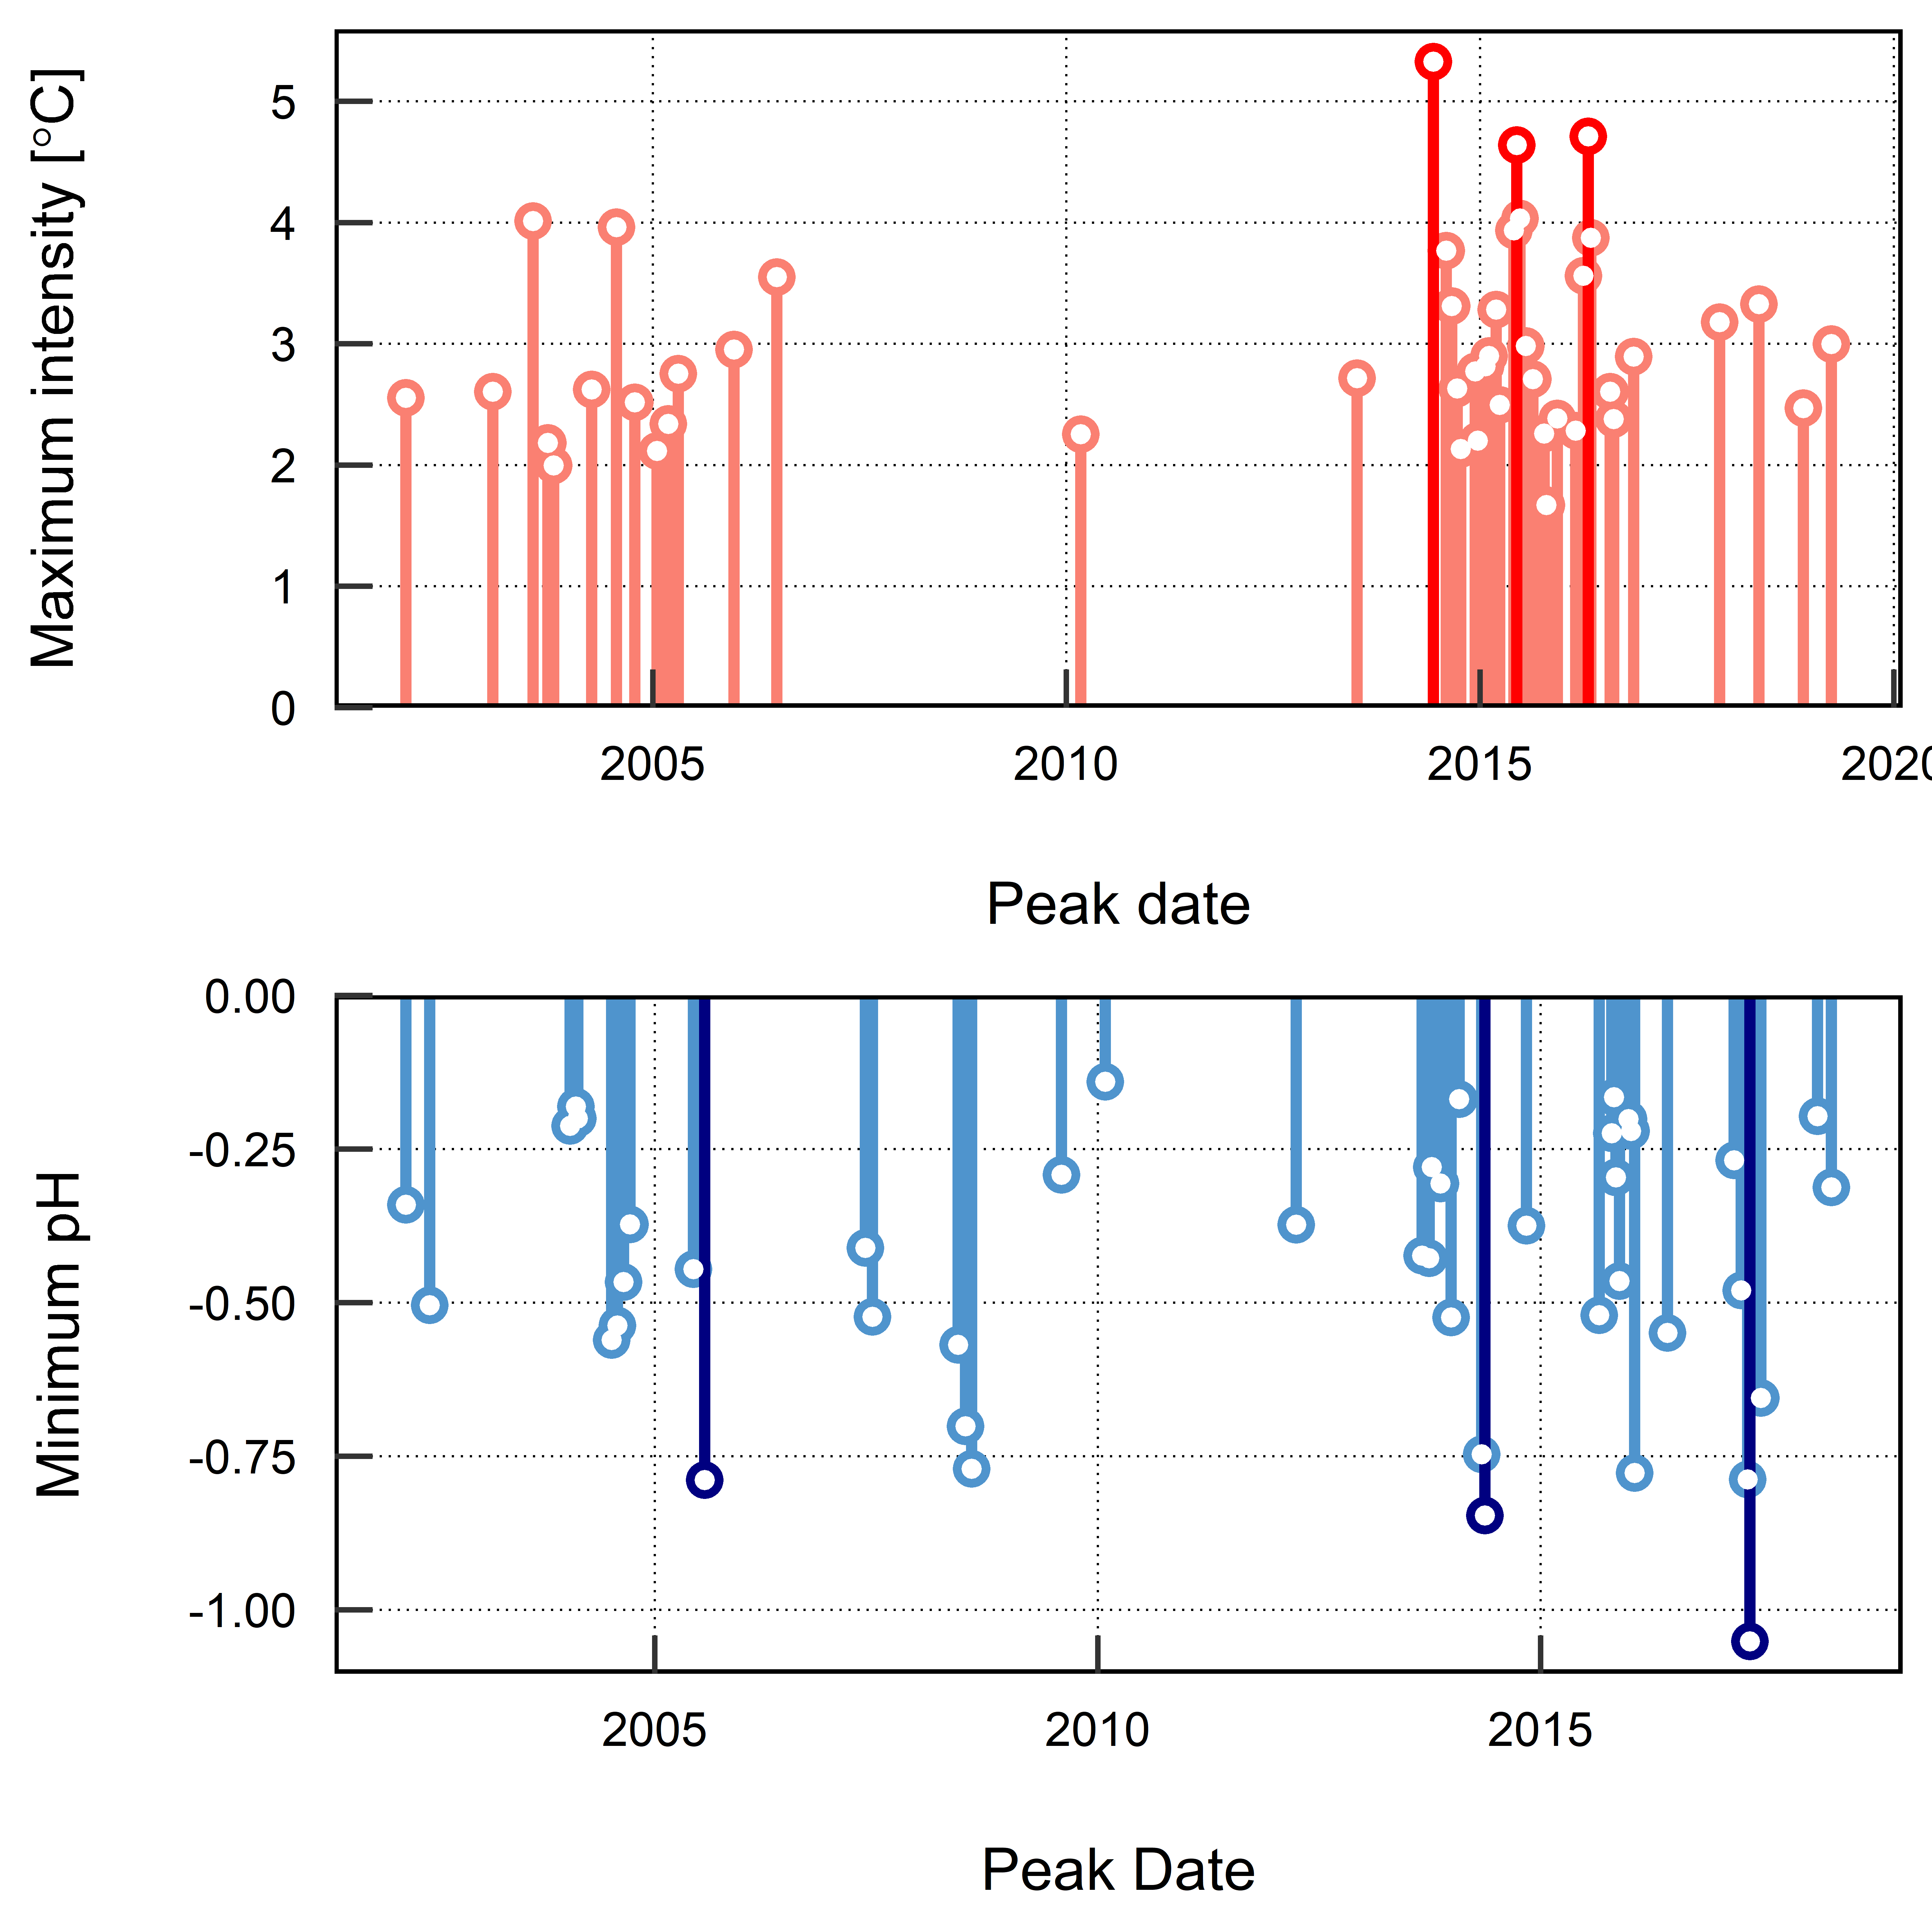 Maximum intensity [°C]
5
4
3
2
1
0
2005 2010 2015 2020
Peak date
Minimum pH
0.00
-0.25
-0.50
-0.75
-1.00
2005 2010 2015
Peak Date